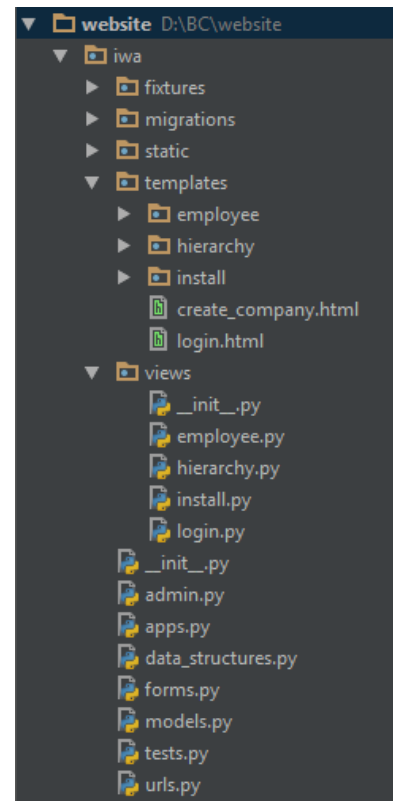 website D:\BC\website
iwa
fixtures
migrations
static
templates
employee
hierarchy
install
create_company.html
login.html
views
__init__.py
employee.py
hierarchy.py
install.py
login.py
__init__.py
admin.py
apps.py
data_structures.py
forms.py
models.py
tests.py
urls.py